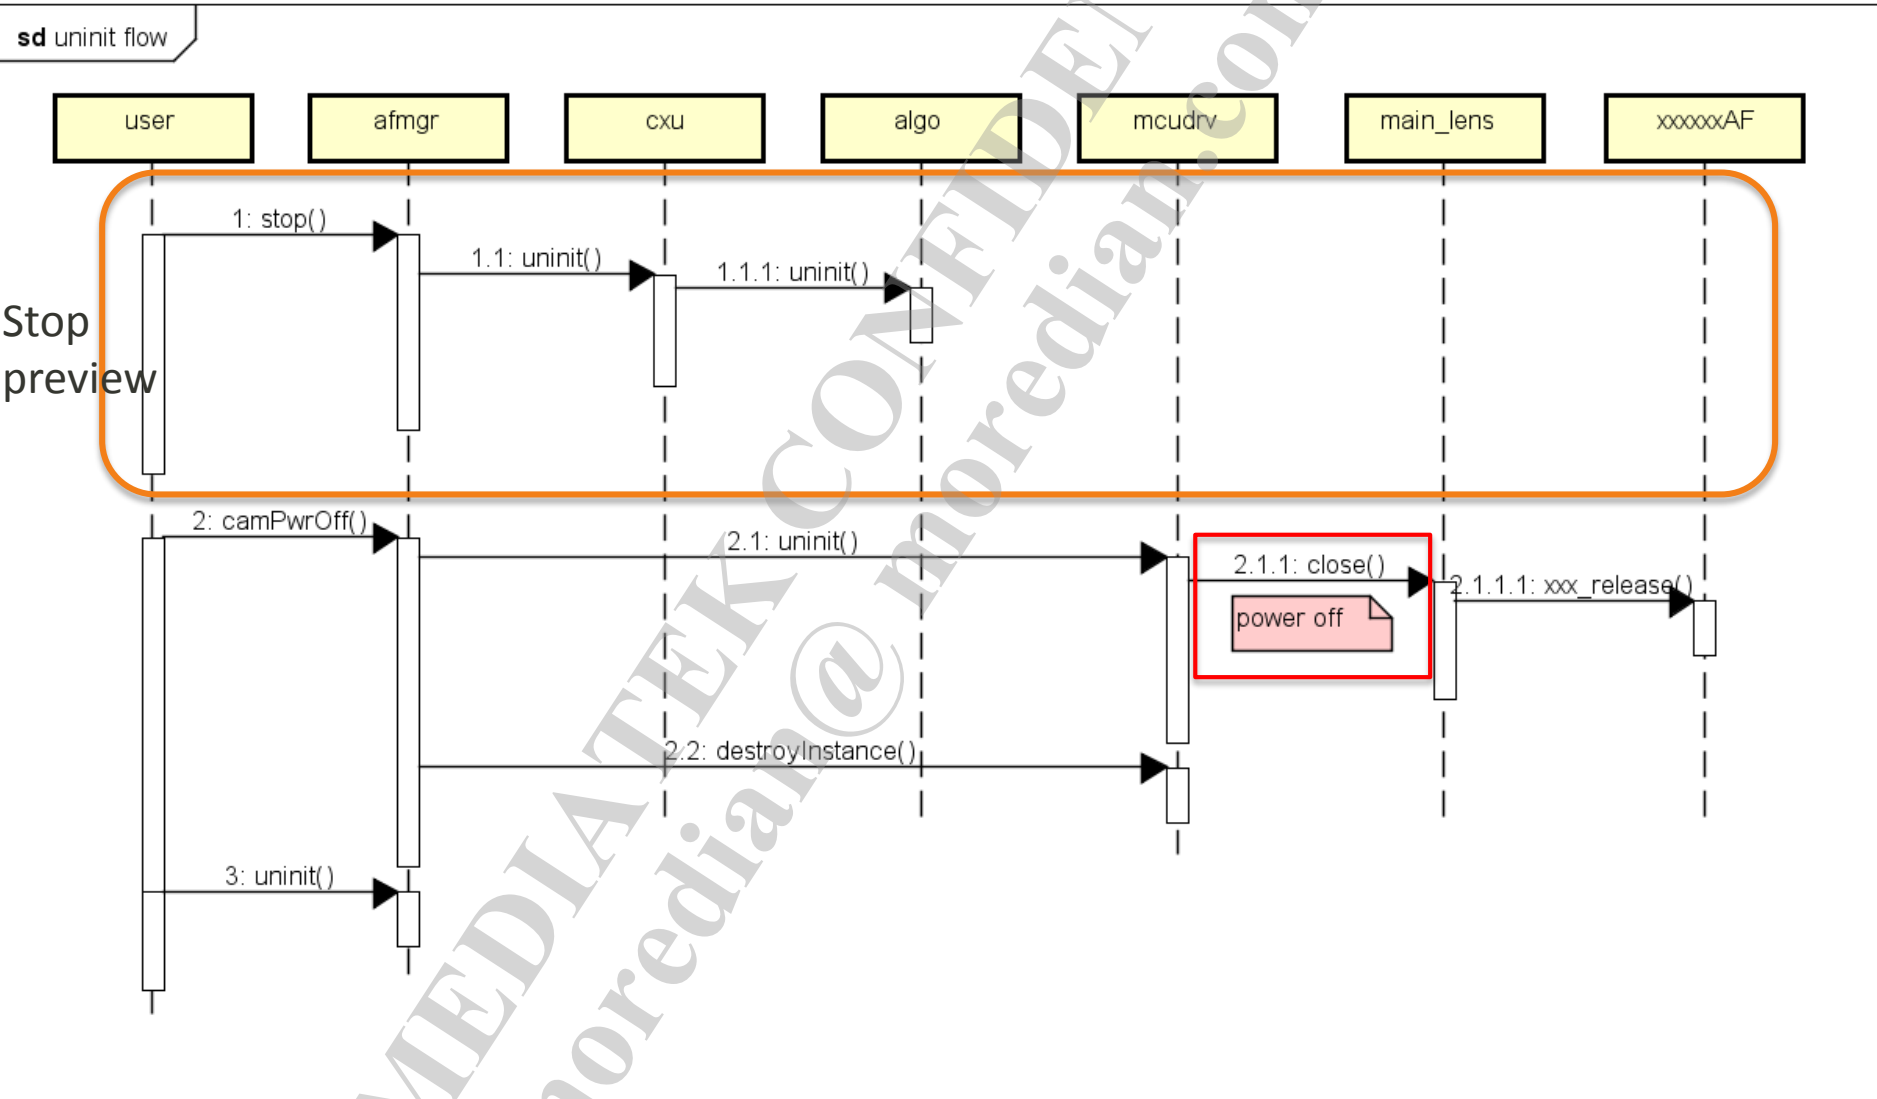 sd uninit flow
user
afmgr
cxu
algo
mcudrv
main_lens
xxxxxxAF
1: stop()
1.1: uninit()
1.1.1: uninit()
Stop
preview
2: camPwrOff()
2.1: uninit()
2.1.1: close()
2.1.1.1: xxx_release()
power off
2.2: destroyInstance()
3: uninit()
MEDIATEK CONFIDEN
moredian@moredian.com